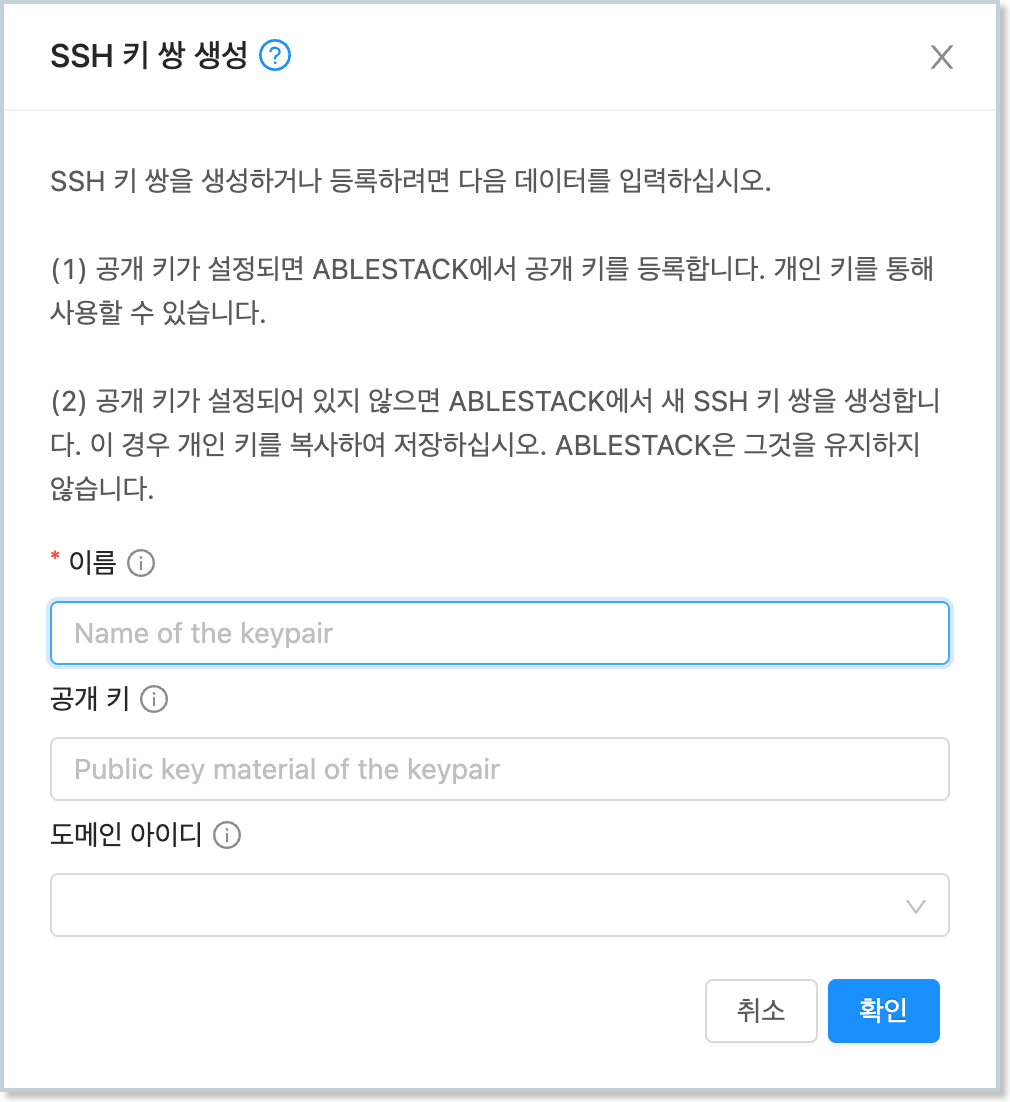 SSH 키 쌍 생성 ?
SSH 키 쌍을 생성하거나 등록하려면 다음 데이터를 입력하십시오.
(1) 공개 키가 설정되면 ABLESTACK에서 공개 키를 등록합니다. 개인 키를 통해
사용할 수 있습니다.
(2) 공개 키가 설정되어 있지 않으면 ABLESTACK에서 새 SSH 키 쌍을 생성합니
다. 이 경우 개인 키를 복사하여 저장하십시오. ABLESTACK은 그것을 유지하지
않습니다.
* 이름
Name of the keypair
공개 키
Public key material of the keypair
도메인 아이디
취소 확인